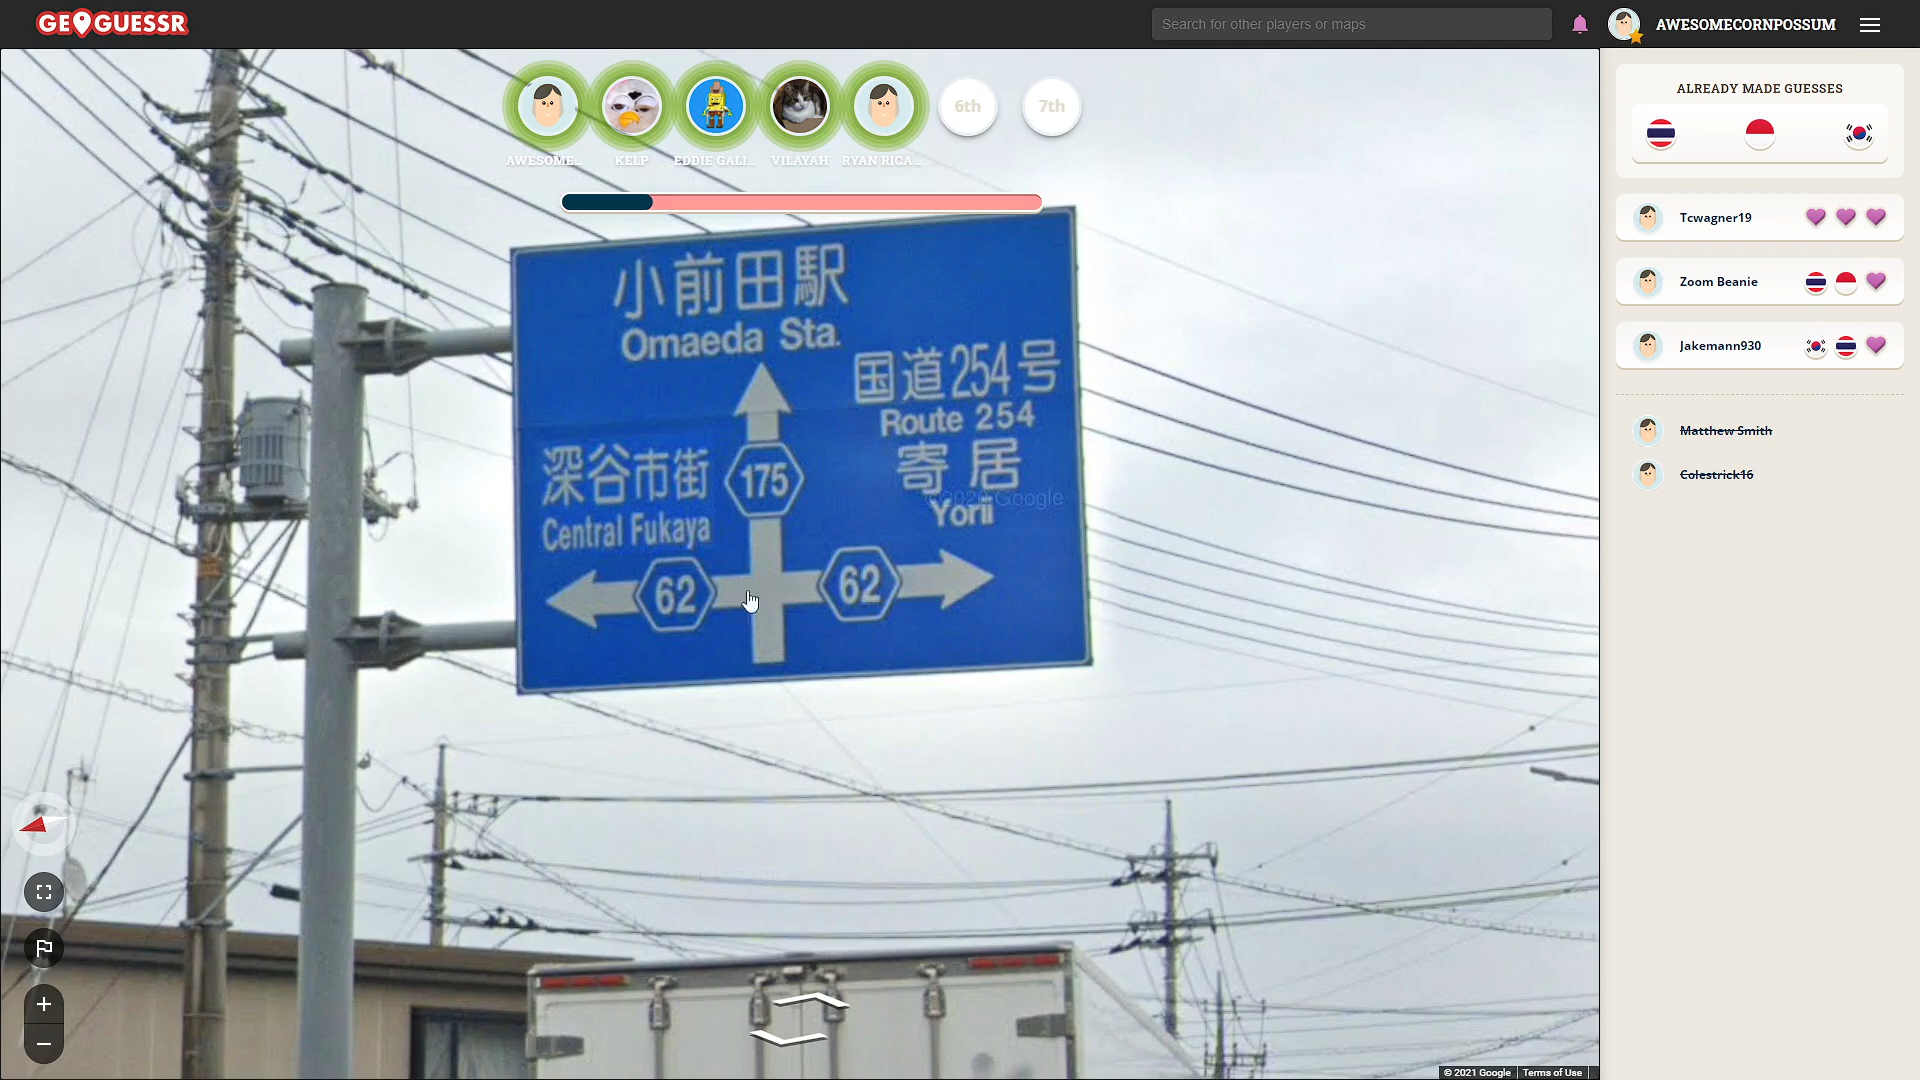 GEOGUESSR
Search for other players or maps
AWESOMECORNPOSSUM
6th
7th
AWESOME...
KELP
EDDIE GALI...
VILAYAH
RYAN RICA...
小前田駅
Omaeda Sta.
国道254号
Route 254
寄居
Yorii
深谷市街
Central Fukaya
175
62
62
©2020 Google
© 2021 Google
Terms of Use
ALREADY MADE GUESSES
Tcwagner19
Zoom Beanie
Jakemann930
Matthew Smith
Colestrick16